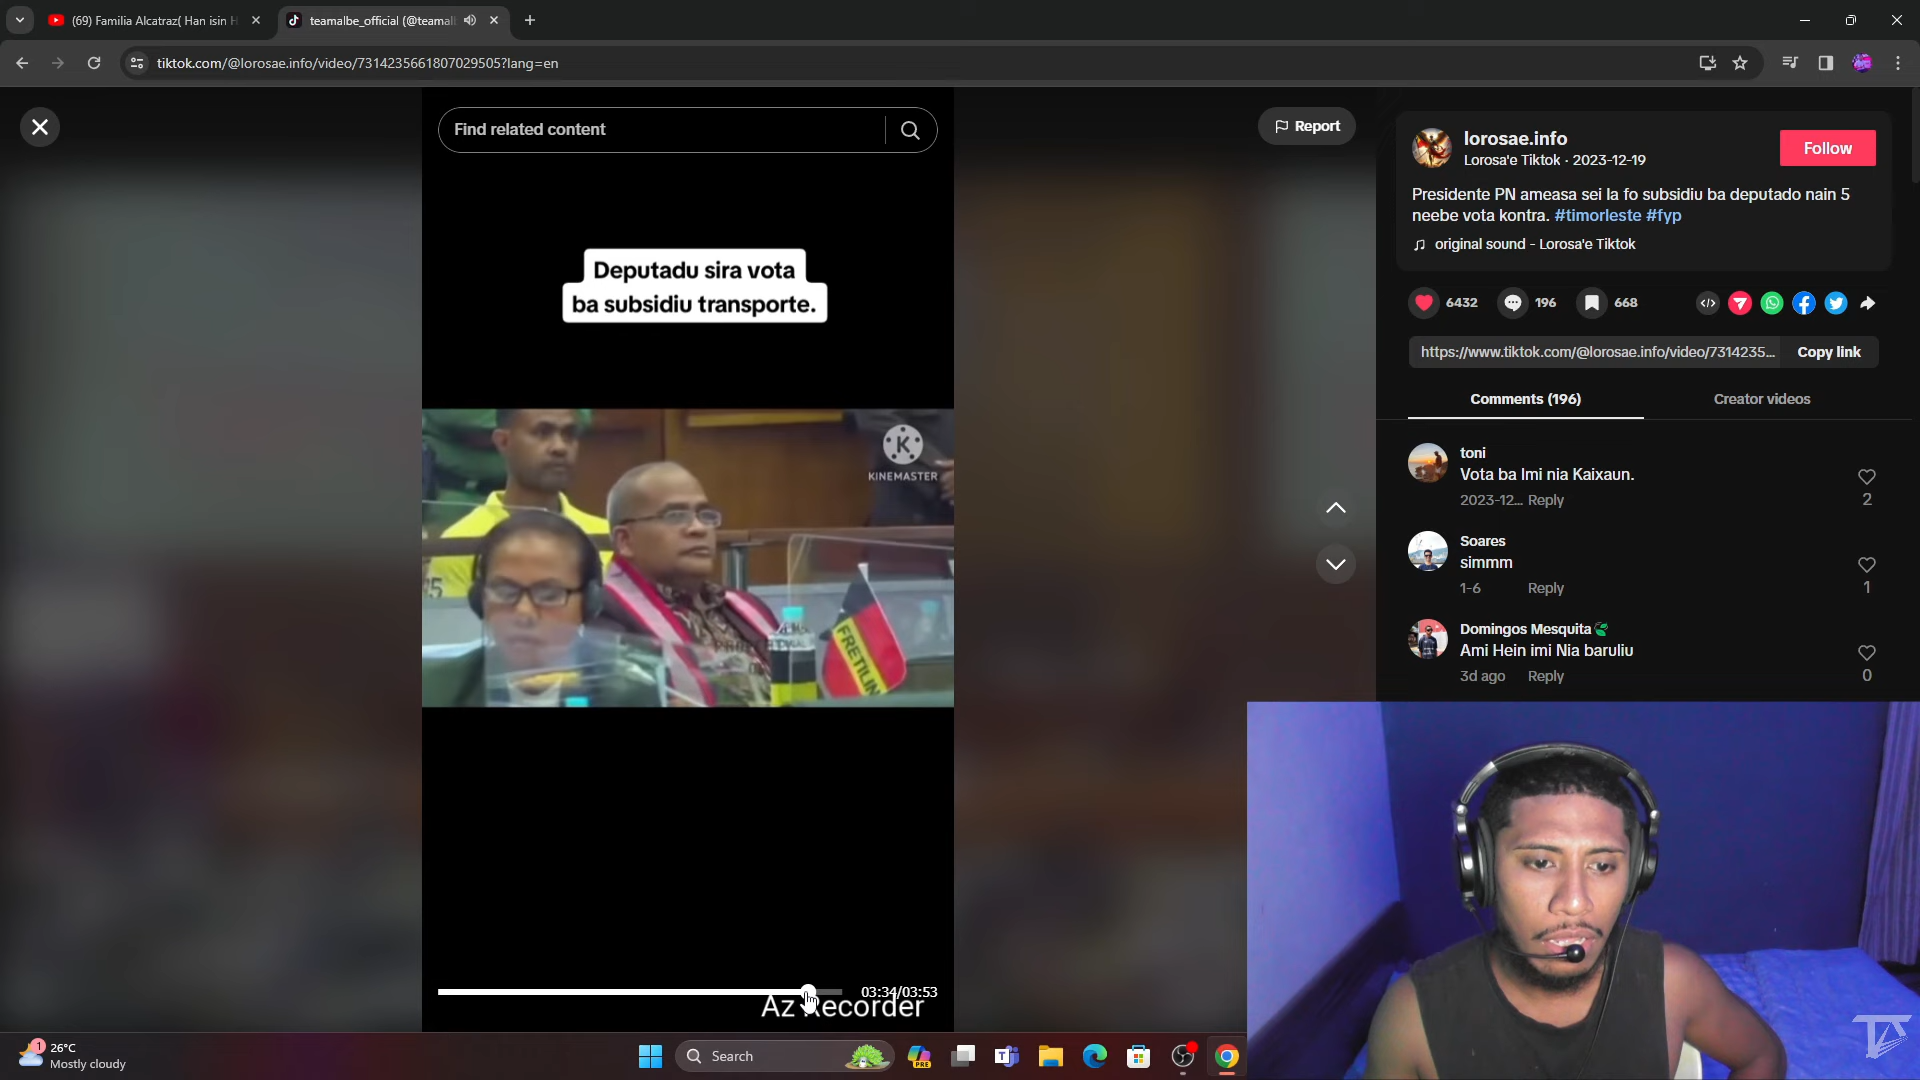 (69) Familia Alcatraz( Han isin H
teamalbe_official (@teamal
tiktok.com/@lorosae.info/video/7314235661807029505?lang=en
Find related content
Report
Deputadu sira vota
ba subsidiu transporte.
KINEMASTER
FRETILIN
03:34/03:53
Az Recorder
lorosae.info
Lorosa'e Tiktok · 2023-12-19
Follow
Presidente PN ameasa sei la fo subsidiu ba deputado nain 5
neebe vota kontra. #timorleste #fyp
original sound - Lorosa'e Tiktok
6432
196
668
https://www.tiktok.com/@lorosae.info/video/7314235...
Copy link
Comments (196)
Creator videos
toni
Vota ba Imi nia Kaixaun.
2023-12... Reply
2
Soares
simmm
1-6 Reply
1
Domingos Mesquita
Ami Hein imi Nia baruliu
3d ago Reply
0
1
26°C
Mostly cloudy
Search
PRE